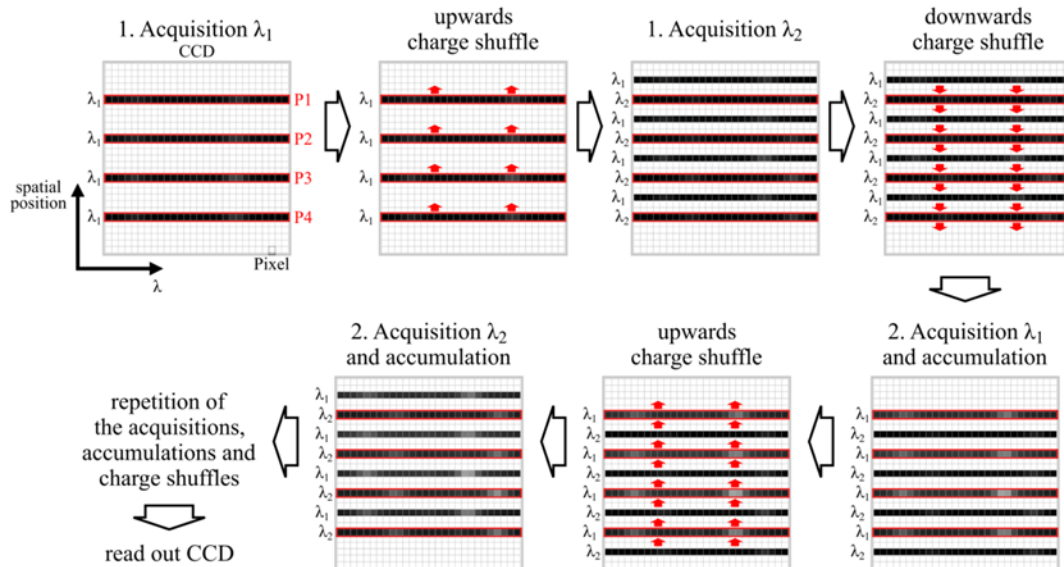 1. Acquisition λ₁
CCD
λ₁
P1
λ₁
P2
λ₁
P3
λ₁
P4
spatial
position
λ
Pixel
upwards
charge shuffle
λ₁
λ₁
λ₁
λ₁
1. Acquisition λ₂
λ₁
λ₂
λ₁
λ₂
λ₁
λ₂
λ₁
λ₂
downwards
charge shuffle
λ₁
λ₂
λ₁
λ₂
λ₁
λ₂
λ₁
λ₂
2. Acquisition λ₁
and accumulation
λ₁
λ₂
λ₁
λ₂
λ₁
λ₂
λ₁
λ₂
upwards
charge shuffle
λ₁
λ₂
λ₁
λ₂
λ₁
λ₂
λ₁
λ₂
2. Acquisition λ₂
and accumulation
λ₁
λ₂
λ₁
λ₂
λ₁
λ₂
λ₁
λ₂
repetition of
the acquisitions,
accumulations and
charge shuffles
read out CCD